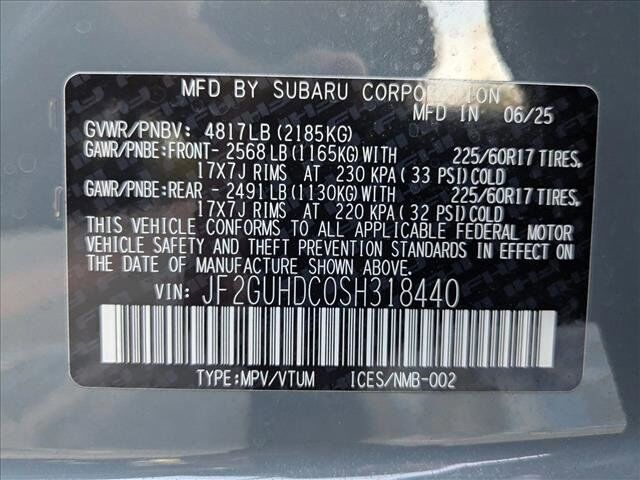 MFD BY SUBARU CORPORATION
MFD IN 06/25
GVWR/PNBV: 4817LB (2185KG)
GAWR/PNBE:FRONT- 2568LB (1165KG)WITH 225/60R17 TIRES,
17X7J RIMS AT 230 KPA (33 PSI)COLD
GAWR/PNBE:REAR - 2491LB (1130KG)WITH 225/60R17 TIRES,
17X7J RIMS AT 220 KPA (32 PSI)COLD
THIS VEHICLE CONFORMS TO ALL APPLICABLE FEDERAL MOTOR
VEHICLE SAFETY AND THEFT PREVENTION STANDARDS IN EFFECT ON
THE DATE OF MANUFACTURE SHOWN ABOVE.
VIN: JF2GUHDC0SH318440
TYPE:MPV/VTUM ICES/NMB-002